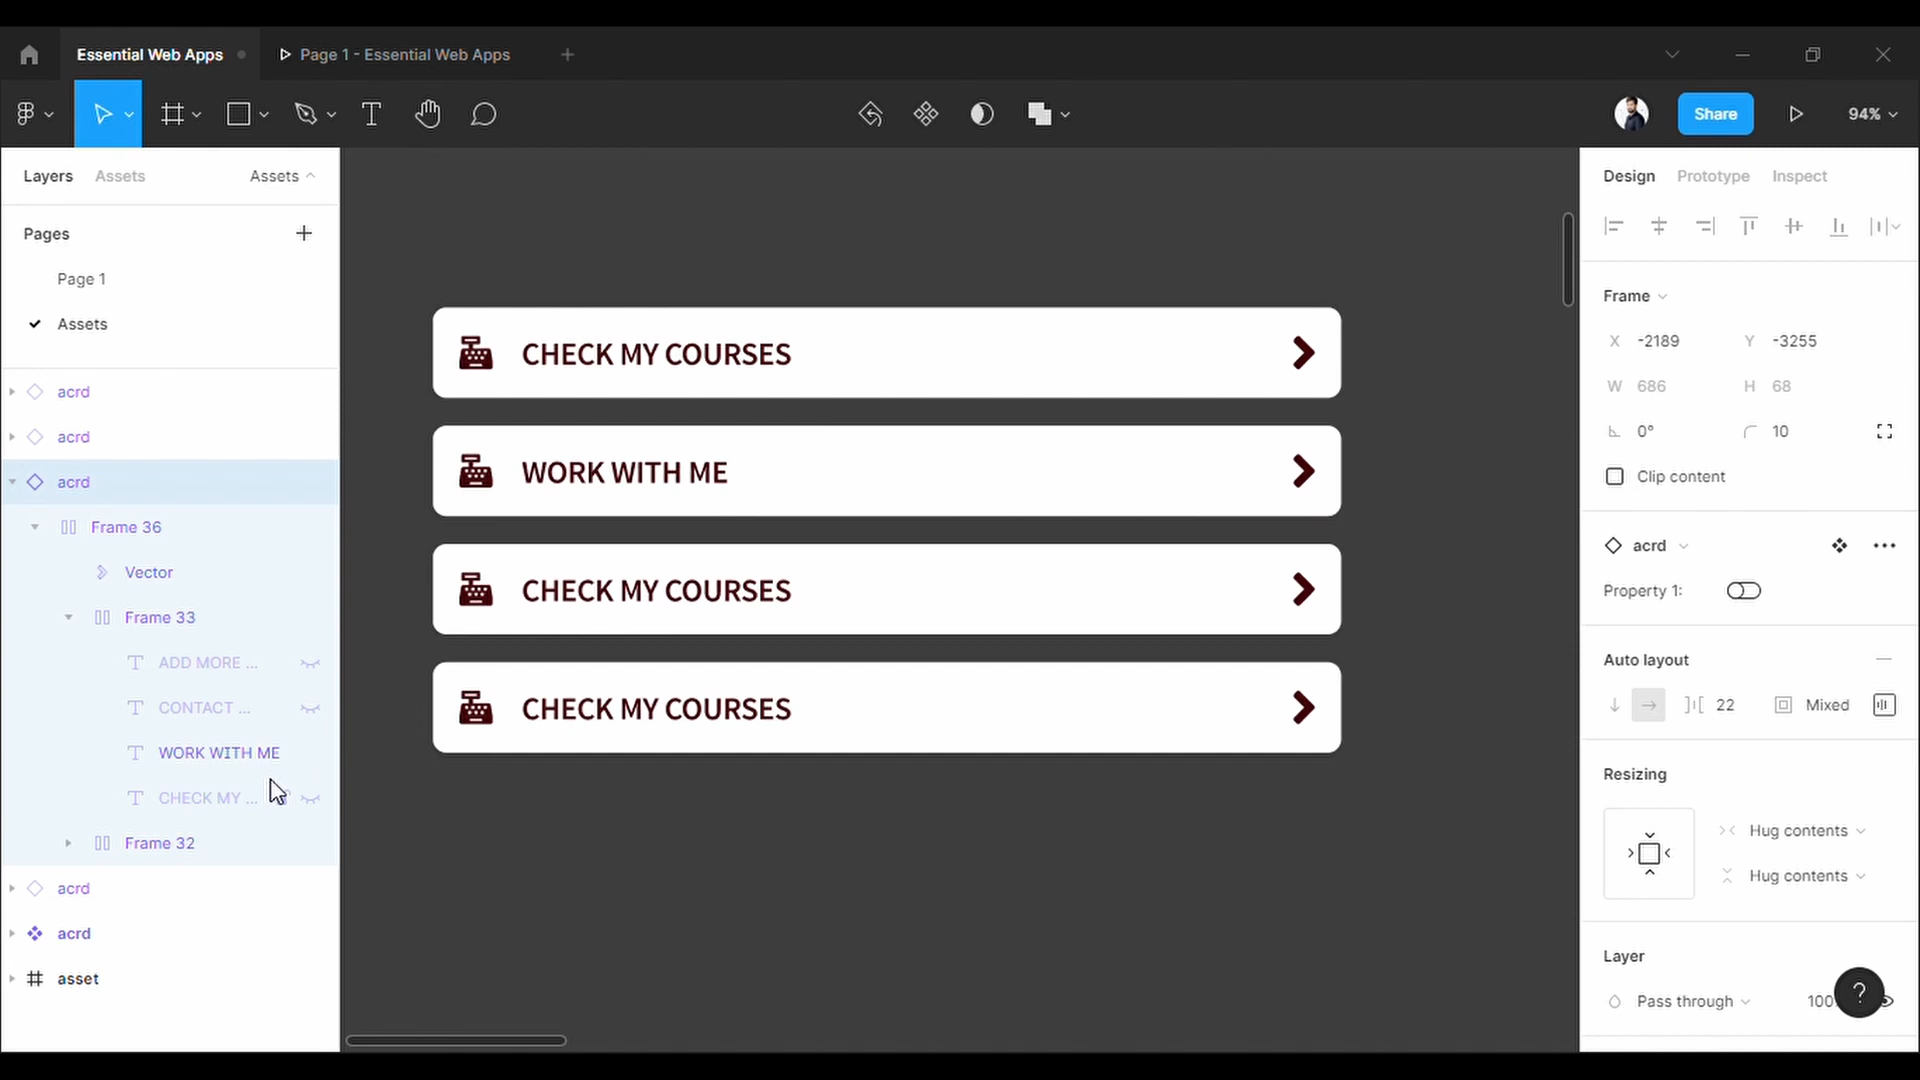 Essential Web Apps
Page 1 - Essential Web Apps
Share
94%
Layers
Assets
Assets
Pages
Page 1
Assets
acrd
acrd
acrd
Frame 36
Vector
Frame 33
ADD MORE ...
CONTACT ...
WORK WITH ME
CHECK MY ...
Frame 32
acrd
acrd
asset
CHECK MY COURSES
WORK WITH ME
CHECK MY COURSES
CHECK MY COURSES
Design
Prototype
Inspect
Frame
X -2189
Y -3255
W 686
H 68
0°
10
Clip content
acrd
Property 1:
Auto layout
22
Mixed
Resizing
Hug contents
Hug contents
Layer
Pass through
100
?